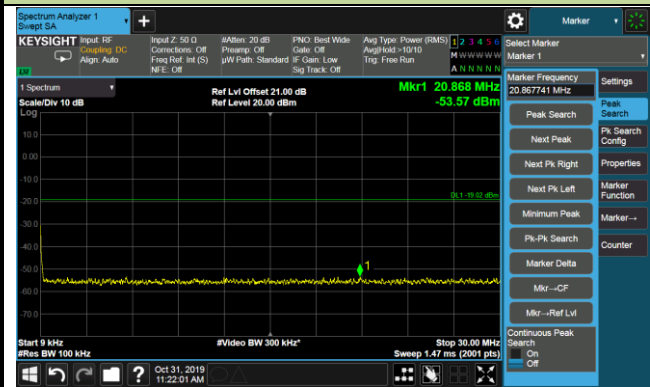 Spectrum Analyzer 1
Swept SA
Marker
KEYSIGHT
Input: RF
Coupling: DC
Align: Auto
Input Z: 50 Ω
Corrections: Off
Freq Ref: Int (S)
NFE: Off
#Atten: 20 dB
Preamp: Off
µW Path: Standard
PNO: Best Wide
Gate: Off
IF Gain: Low
Sig Track: Off
Avg Type: Power (RMS)
Avg|Hold:>10/10
Trig: Free Run
1 2 3 4 5 6
M W W W W W
A N N N N N
Select Marker
Marker 1
1 Spectrum
Scale/Div 10 dB
Log
Ref Lvl Offset 21.00 dB
Ref Level 20.00 dBm
Mkr1 20.868 MHz
-53.57 dBm
10.0
0.00
-10.0
-20.0
-30.0
-40.0
-50.0
-60.0
-70.0
DL1 -19.02 dBm
1
Start 9 kHz
#Res BW 100 kHz
#Video BW 300 kHz*
Stop 30.00 MHz
Sweep 1.47 ms (2001 pts)
Marker Frequency
20.867741 MHz
Peak Search
Next Peak
Next Pk Right
Next Pk Left
Minimum Peak
Pk-Pk Search
Marker Delta
Mkr→CF
Mkr→Ref Lvl
Continuous Peak
Search
On
Off
Settings
Peak
Search
Pk Search
Config
Properties
Marker
Function
Marker→
Counter
Oct 31, 2019
11:22:01 AM